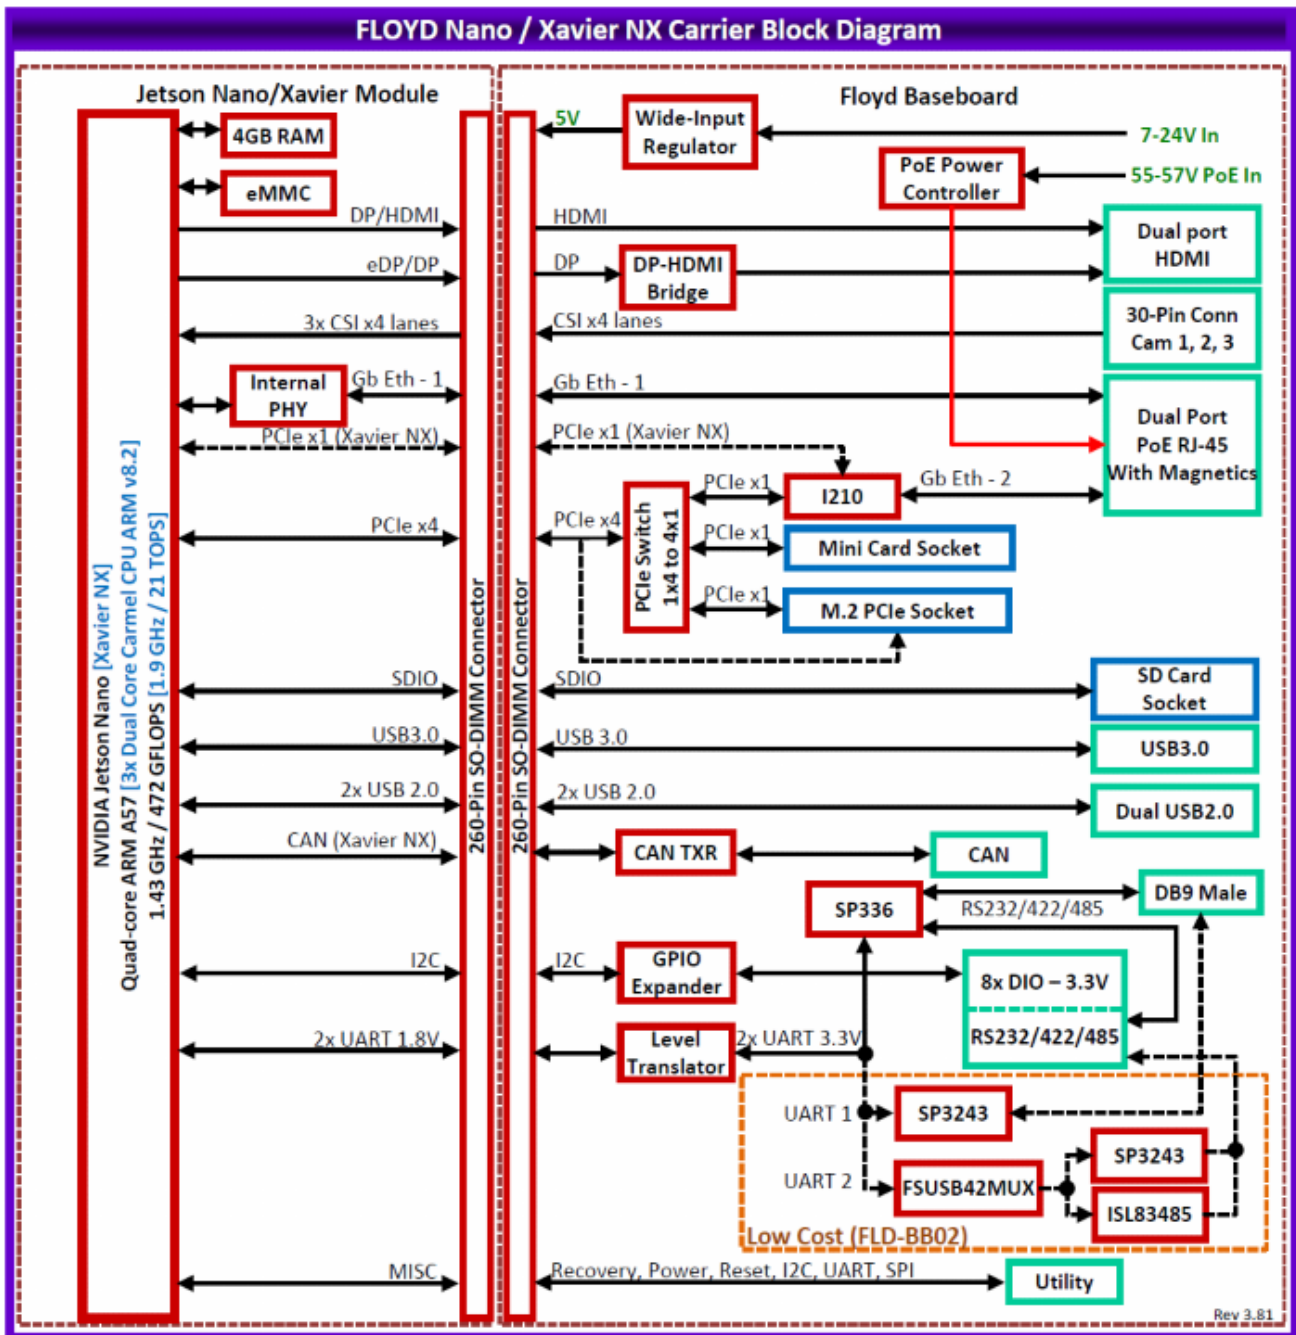 FLOYD Nano / Xavier NX Carrier Block Diagram
Jetson Nano/Xavier Module
Floyd Baseboard
NVIDIA Jetson Nano [Xavier NX]
Quad-core ARM A57 [3x Dual Core Carmel CPU ARM v8.2]
1.43 GHz / 472 GFLOPS [1.9 GHz / 21 TOPS]
4GB RAM
eMMC
DP/HDMI
eDP/DP
3x CSI x4 lanes
Internal
PHY
Gb Eth - 1
PCIe x1 (Xavier NX)
PCIe x4
SDIO
USB3.0
2x USB 2.0
CAN (Xavier NX)
I2C
2x UART 1.8V
MISC
260-Pin SO-DIMM Connector
260-Pin SO-DIMM Connector
5V
Wide-Input
Regulator
7-24V In
PoE Power
Controller
55-57V PoE In
HDMI
Dual port
HDMI
DP
DP-HDMI
Bridge
CSI x4 lanes
30-Pin Conn
Cam 1, 2, 3
Gb Eth - 1
Dual Port
PoE RJ-45
With Magnetics
PCIe x1 (Xavier NX)
PCIe x1
I210
Gb Eth - 2
PCIe x4
PCIe Switch
1x4 to 4x1
PCIe x1
Mini Card Socket
PCIe x1
M.2 PCIe Socket
SDIO
SD Card
Socket
USB 3.0
USB3.0
2x USB 2.0
Dual USB2.0
CAN TXR
CAN
SP336
RS232/422/485
DB9 Male
I2C
GPIO
Expander
8x DIO – 3.3V
RS232/422/485
Level
Translator
2x UART 3.3V
UART 1
SP3243
UART 2
FSUSB42MUX
SP3243
ISL83485
Low Cost (FLD-BB02)
Recovery, Power, Reset, I2C, UART, SPI
Utility
Rev 3.81